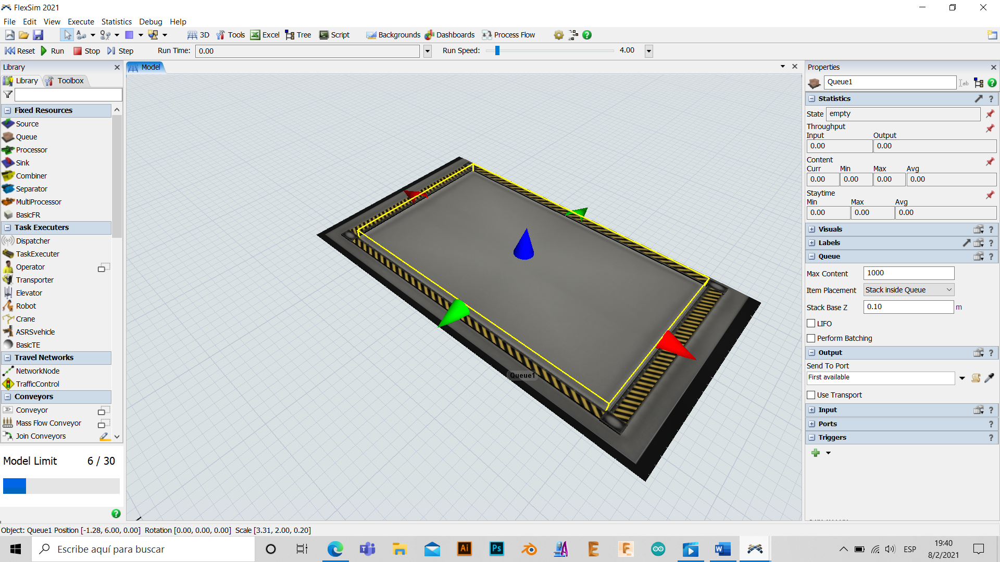 FlexSim 2021
File Edit View Execute Statistics Debug Help
3D Tools Excel Tree Script Backgrounds Dashboards Process Flow
Reset Run Stop Step Run Time: 0.00 Run Speed: 4.00
Library
Library Toolbox
Fixed Resources
Source
Queue
Processor
Sink
Combiner
Separator
MultiProcessor
BasicFR
Task Executers
Dispatcher
TaskExecuter
Operator
Transporter
Elevator
Robot
Crane
ASRSvehicle
BasicTE
Travel Networks
NetworkNode
TrafficControl
Conveyors
Conveyor
Mass Flow Conveyor
Join Conveyors
Model Limit 6 / 30
Model
Queue1
Properties
Queue1
Statistics
State empty
Throughput
Input Output
0.00 0.00
Content
Curr Min Max Avg
0.00 0.00 0.00 0.00
Staytime
Min Max Avg
0.00 0.00 0.00
Visuals
Labels
Queue
Max Content 1000
Item Placement Stack inside Queue
Stack Base Z 0.10 m
LIFO
Perform Batching
Output
Send To Port
First available
Use Transport
Input
Ports
Triggers
Object: Queue1 Position [-1.28, 6.00, 0.00] Rotation [0.00, 0.00, 0.00] Scale [3.31, 2.00, 0.20]
Escribe aquí para buscar
ESP
19:40
8/2/2021